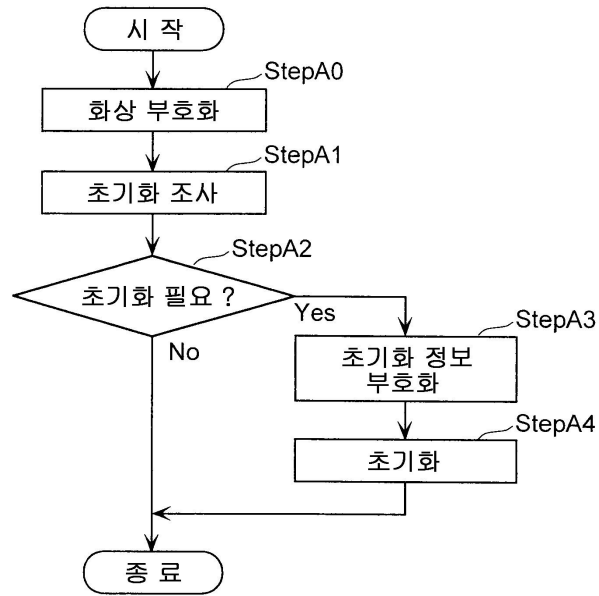 시 작
StepA0
화상 부호화
StepA1
초기화 조사
StepA2
초기화 필요 ?
Yes
No
StepA3
초기화 정보
부호화
StepA4
초기화
종 료